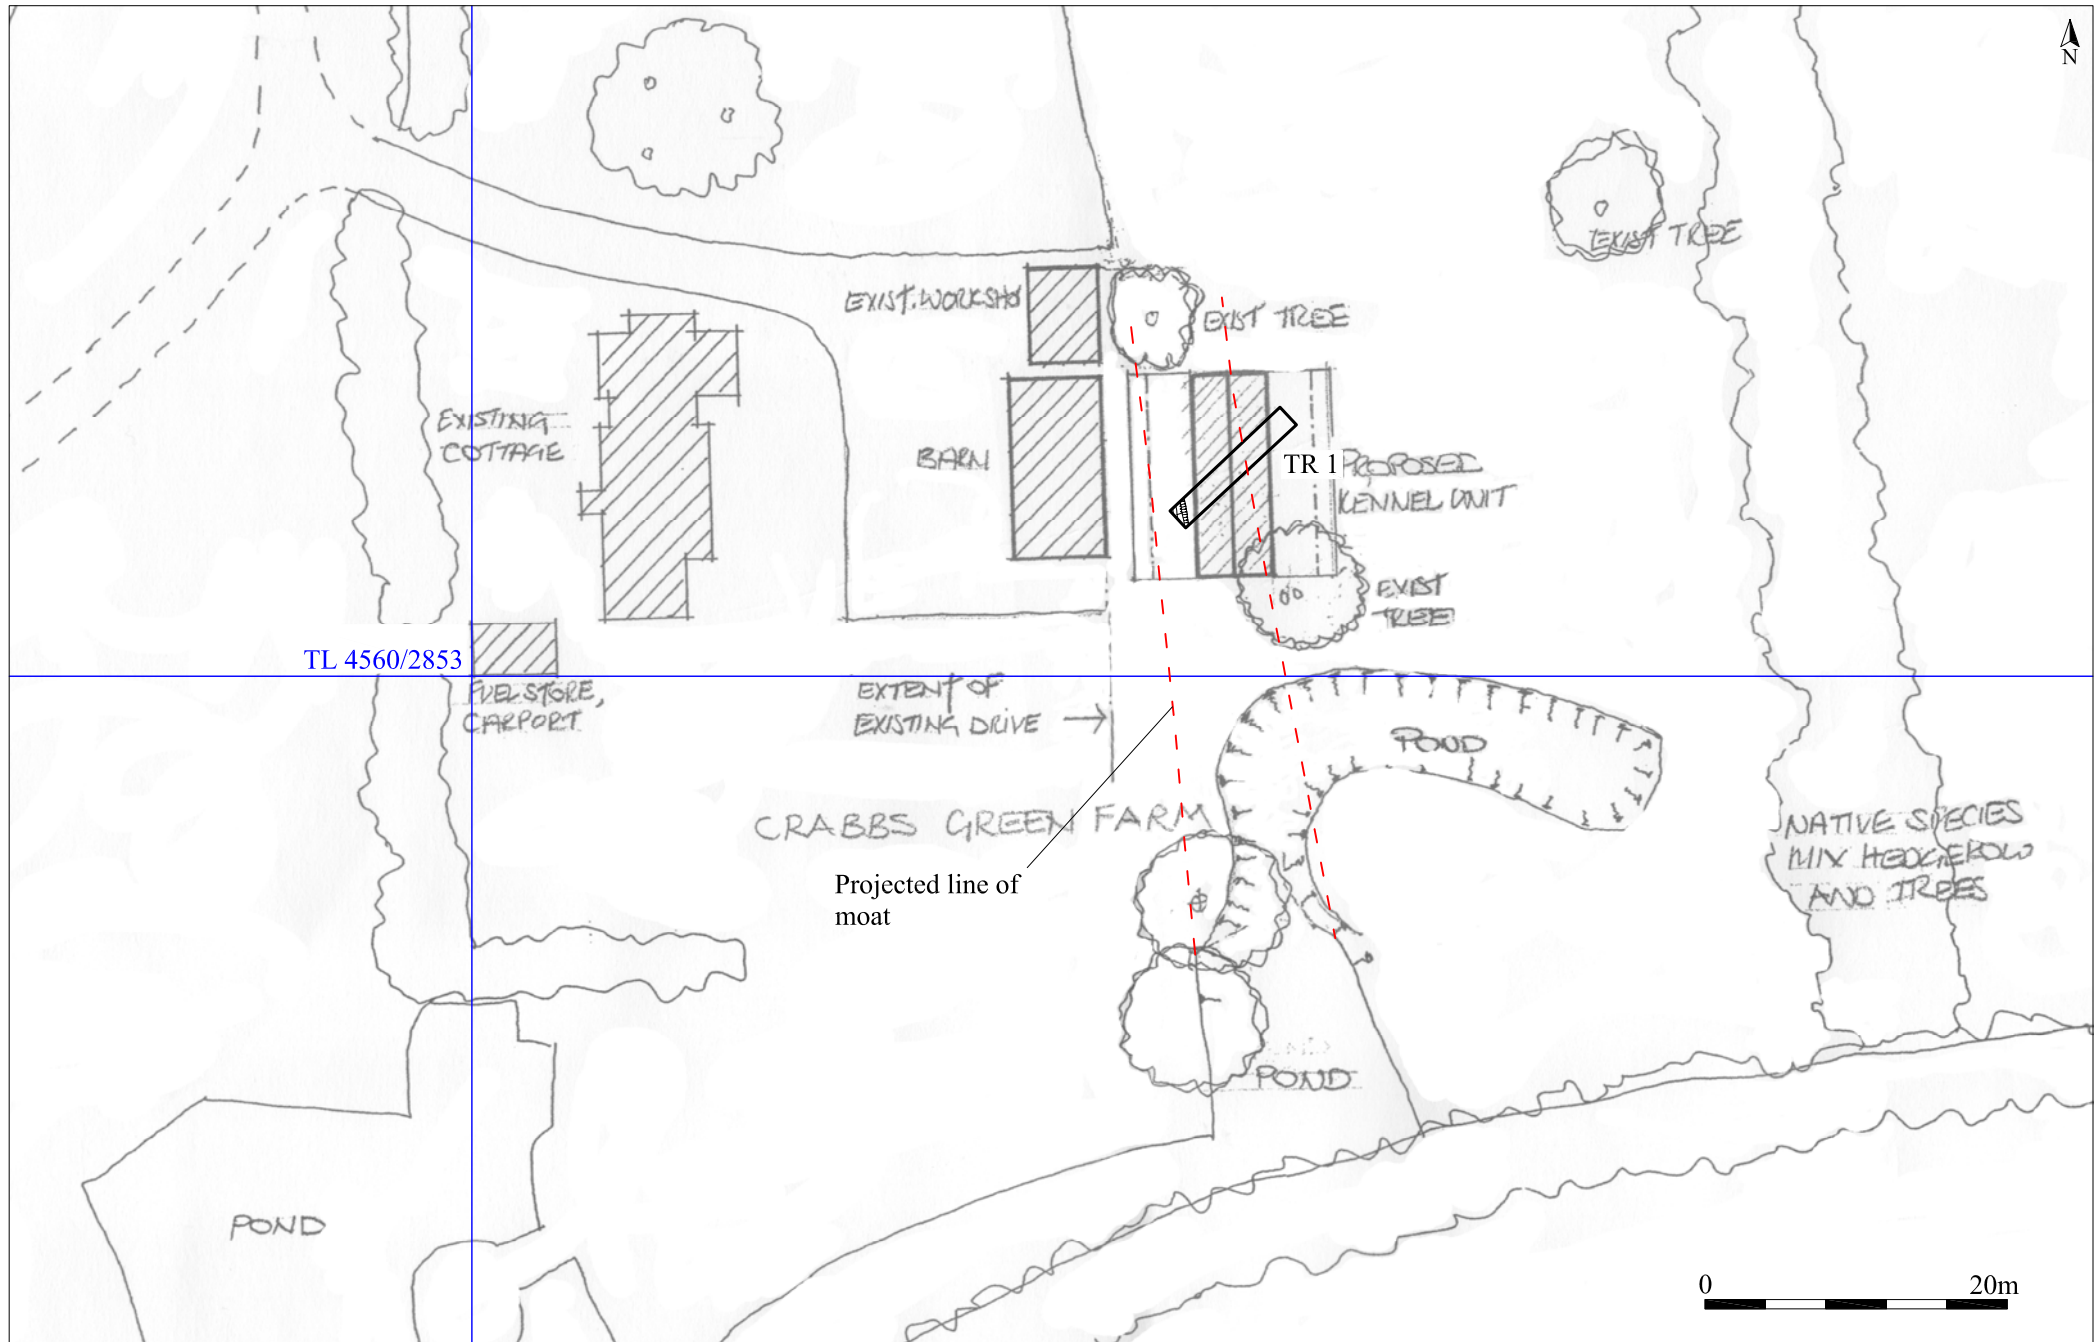 N
EXIST TREE
EXIST. WORKSHO
EXIST TREE
EXISTING
COTTAGE
BARN
TR 1
PROPOSED
KENNEL UNIT
EXIST
TREE
TL 4560/2853
FUEL STORE,
CARPORT
EXTENT OF
EXISTING DRIVE
POND
CRABBS GREEN FARM
NATIVE SPECIES
MIX HEDGEROW
AND TREES
Projected line of
moat
POND
POND
0 20m